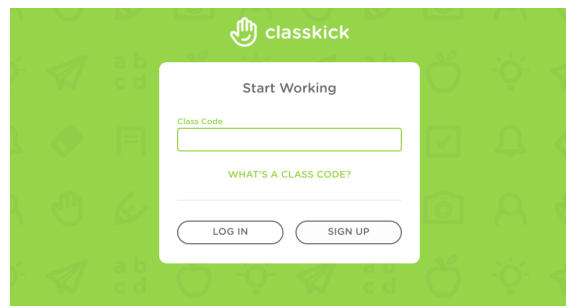 classkick
a b
c d
Start Working
Class Code
WHAT'S A CLASS CODE?
LOG IN
SIGN UP
a b
c d
a b
c d